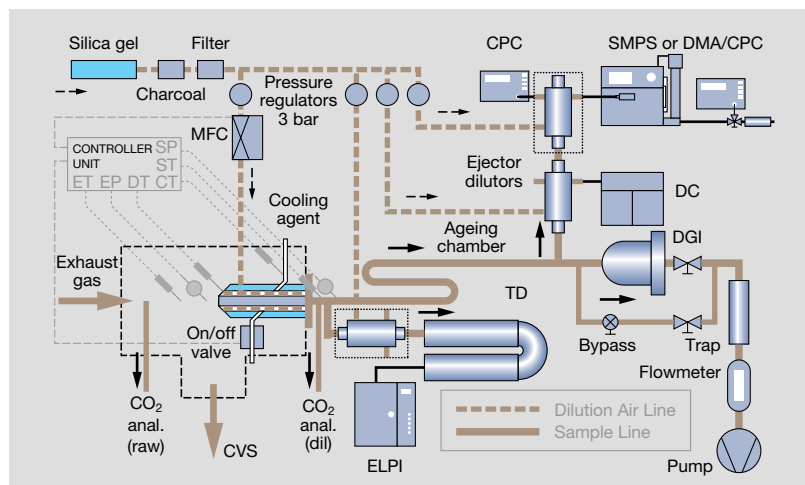 Silica gel
Filter
Charcoal
Pressure
regulators
3 bar
MFC
CPC
SMPS or DMA/CPC
CONTROLLER
UNIT
SP
ST
ET EP DT CT
Cooling
agent
Ejector
dilutors
DC
Ageing
chamber
DGI
Exhaust
gas
TD
On/off
valve
Bypass
Trap
Flowmeter
CO2
anal.
(raw)
CVS
CO2
anal.
(dil)
ELPI
Dilution Air Line
Sample Line
Pump